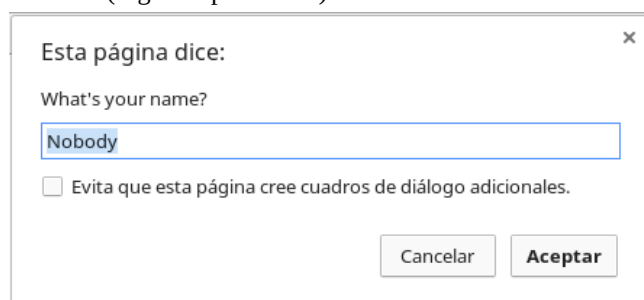 Esta página dice:
What's your name?
Nobody
Evita que esta página cree cuadros de diálogo adicionales.
Cancelar
Aceptar